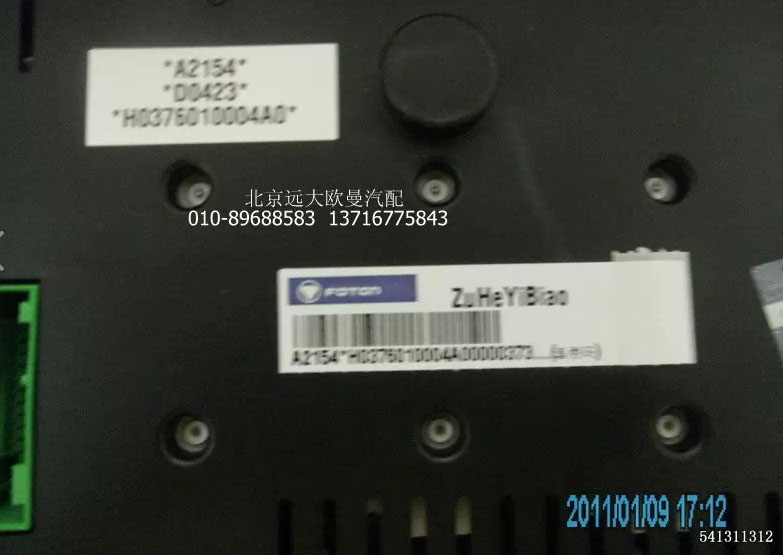 *A2154*
*D0423*
*H0376010004A0*
北京远大欧曼汽配
010-89688583 13716775843
FOTON
ZuHeYiBiao
A2154*H0376010004A00000373
2011/01/09 17:12
541311312